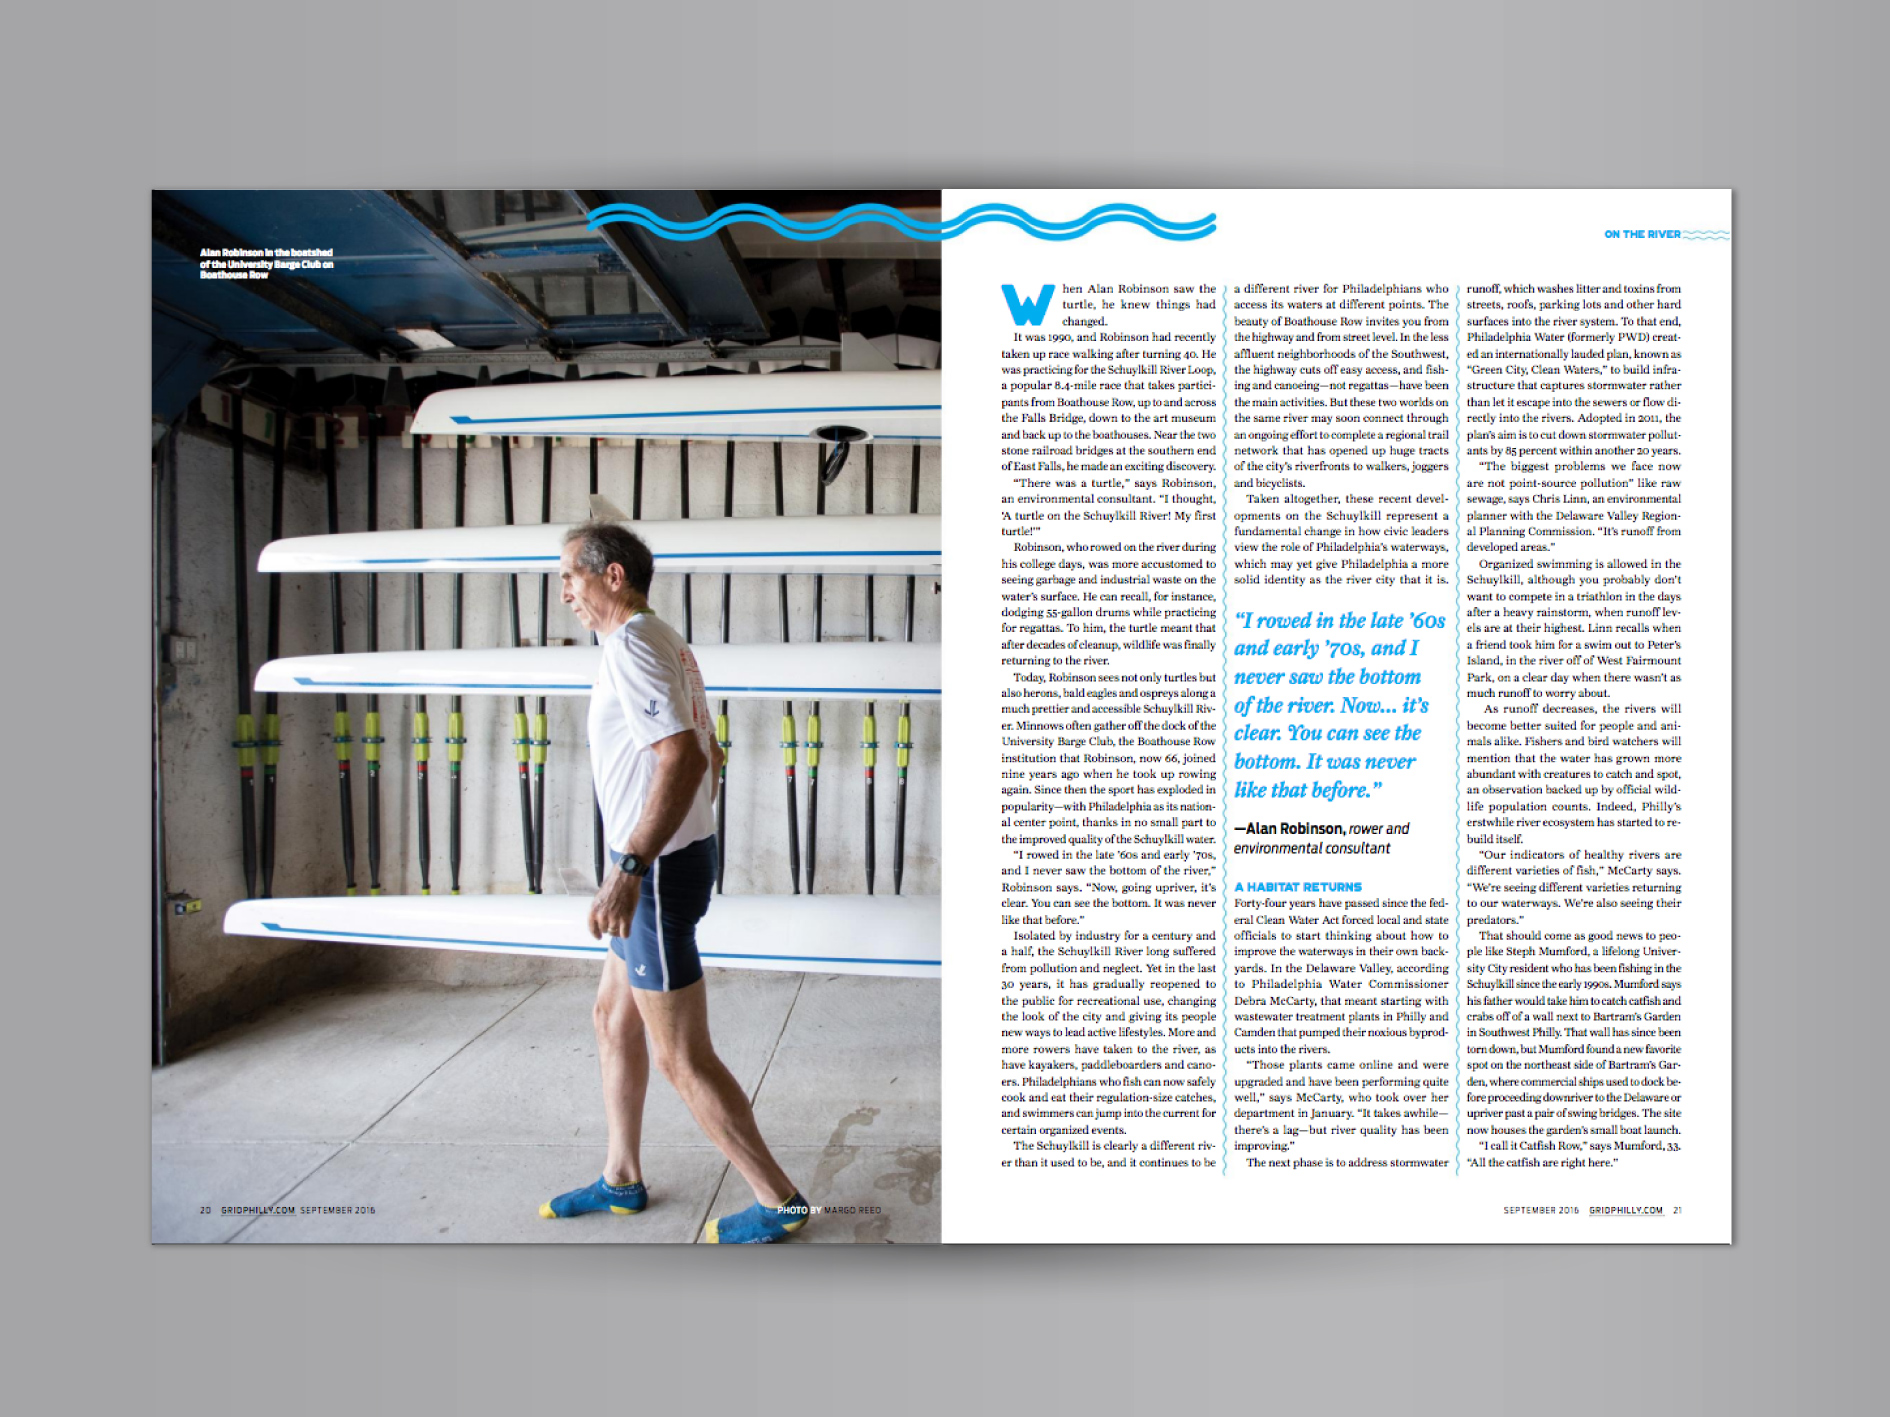 Alan Robinson in the boatshed
of the University Barge Club on
Boathouse Row
20 GRIDPHILLY.COM SEPTEMBER 2016
PHOTO BY MARGO REED
ON THE RIVER
When Alan Robinson saw the
turtle, he knew things had
changed.
It was 1990, and Robinson had recently
taken up race walking after turning 40. He
was practicing for the Schuylkill River Loop,
a popular 8.4-mile race that takes partici-
pants from Boathouse Row, up to and across
the Falls Bridge, down to the art museum
and back up to the boathouses. Near the two
stone railroad bridges at the southern end
of East Falls, he made an exciting discovery.
“There was a turtle,” says Robinson,
an environmental consultant. “I thought,
‘A turtle on the Schuylkill River! My first
turtle!’”
Robinson, who rowed on the river during
his college days, was more accustomed to
seeing garbage and industrial waste on the
water’s surface. He can recall, for instance,
dodging 55-gallon drums while practicing
for regattas. To him, the turtle meant that
after decades of cleanup, wildlife was finally
returning to the river.
Today, Robinson sees not only turtles but
also herons, bald eagles and ospreys along a
much prettier and accessible Schuylkill Riv-
er. Minnows often gather off the dock of the
University Barge Club, the Boathouse Row
institution that Robinson, now 66, joined
nine years ago when he took up rowing
again. Since then the sport has exploded in
popularity—with Philadelphia as its nation-
al center point, thanks in no small part to
the improved quality of the Schuylkill water.
“I rowed in the late ’60s and early ’70s,
and I never saw the bottom of the river,”
Robinson says. “Now, going upriver, it’s
clear. You can see the bottom. It was never
like that before.”
Isolated by industry for a century and
a half, the Schuylkill River long suffered
from pollution and neglect. Yet in the last
30 years, it has gradually reopened to
the public for recreational use, changing
the look of the city and giving its people
new ways to lead active lifestyles. More and
more rowers have taken to the river, as
have kayakers, paddleboarders and cano-
ers. Philadelphians who fish can now safely
cook and eat their regulation-size catches,
and swimmers can jump into the current for
certain organized events.
The Schuylkill is clearly a different riv-
er than it used to be, and it continues to be
a different river for Philadelphians who
access its waters at different points. The
beauty of Boathouse Row invites you from
the highway and from street level. In the less
affluent neighborhoods of the Southwest,
the highway cuts off easy access, and fish-
ing and canoeing—not regattas—have been
the main activities. But these two worlds on
the same river may soon connect through
an ongoing effort to complete a regional trail
network that has opened up huge tracts
of the city’s riverfronts to walkers, joggers
and bicyclists.
Taken altogether, these recent devel-
opments on the Schuylkill represent a
fundamental change in how civic leaders
view the role of Philadelphia’s waterways,
which may yet give Philadelphia a more
solid identity as the river city that it is.
“I rowed in the late ’60s
and early ’70s, and I
never saw the bottom
of the river. Now... it’s
clear. You can see the
bottom. It was never
like that before.”
—Alan Robinson, rower and
environmental consultant
A HABITAT RETURNS
Forty-four years have passed since the fed-
eral Clean Water Act forced local and state
officials to start thinking about how to
improve the waterways in their own back-
yards. In the Delaware Valley, according
to Philadelphia Water Commissioner
Debra McCarty, that meant starting with
wastewater treatment plants in Philly and
Camden that pumped their noxious byprod-
ucts into the rivers.
“Those plants came online and were
upgraded and have been performing quite
well,” says McCarty, who took over her
department in January. “It takes awhile—
there’s a lag—but river quality has been
improving.”
The next phase is to address stormwater
runoff, which washes litter and toxins from
streets, roofs, parking lots and other hard
surfaces into the river system. To that end,
Philadelphia Water (formerly PWD) creat-
ed an internationally lauded plan, known as
“Green City, Clean Waters,” to build infra-
structure that captures stormwater rather
than let it escape into the sewers or flow di-
rectly into the rivers. Adopted in 2011, the
plan’s aim is to cut down stormwater pollut-
ants by 85 percent within another 20 years.
“The biggest problems we face now
are not point-source pollution” like raw
sewage, says Chris Linn, an environmental
planner with the Delaware Valley Region-
al Planning Commission. “It’s runoff from
developed areas.”
Organized swimming is allowed in the
Schuylkill, although you probably don’t
want to compete in a triathlon in the days
after a heavy rainstorm, when runoff lev-
els are at their highest. Linn recalls when
a friend took him for a swim out to Peter’s
Island, in the river off of West Fairmount
Park, on a clear day when there wasn’t as
much runoff to worry about.
As runoff decreases, the rivers will
become better suited for people and ani-
mals alike. Fishers and bird watchers will
mention that the water has grown more
abundant with creatures to catch and spot,
an observation backed up by official wild-
life population counts. Indeed, Philly’s
erstwhile river ecosystem has started to re-
build itself.
“Our indicators of healthy rivers are
different varieties of fish,” McCarty says.
“We’re seeing different varieties returning
to our waterways. We’re also seeing their
predators.”
That should come as good news to peo-
ple like Steph Mumford, a lifelong Univer-
sity City resident who has been fishing in the
Schuylkill since the early 1990s. Mumford says
his father would take him to catch catfish and
crabs off of a wall next to Bartram’s Garden
in Southwest Philly. That wall has since been
torn down, but Mumford found a new favorite
spot on the northeast side of Bartram’s Gar-
den, where commercial ships used to dock be-
fore proceeding downriver to the Delaware or
upriver past a pair of swing bridges. The site
now houses the garden’s small boat launch.
“I call it Catfish Row,” says Mumford, 33.
“All the catfish are right here.”
SEPTEMBER 2016 GRIDPHILLY.COM 21